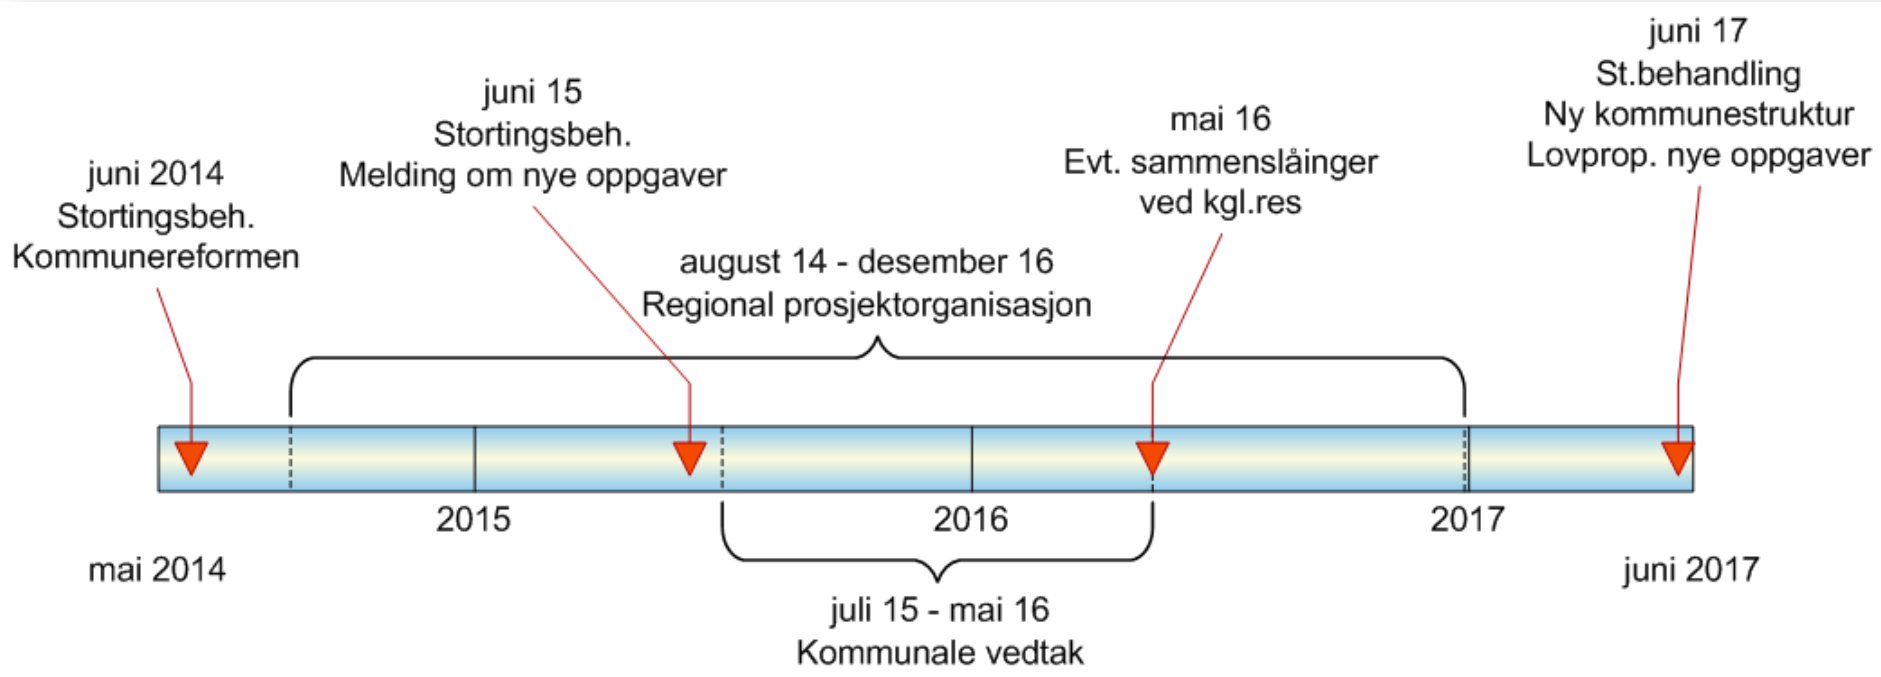 juni 2014
Stortingsbeh.
Kommunereformen
juni 15
Stortingsbeh.
Melding om nye oppgaver
august 14 - desember 16
Regional prosjektorganisasjon
mai 16
Evt. sammenslåinger
ved kgl.res
juni 17
St.behandling
Ny kommunestruktur
Lovprop. nye oppgaver
2015
2016
2017
mai 2014
juni 2017
juli 15 - mai 16
Kommunale vedtak